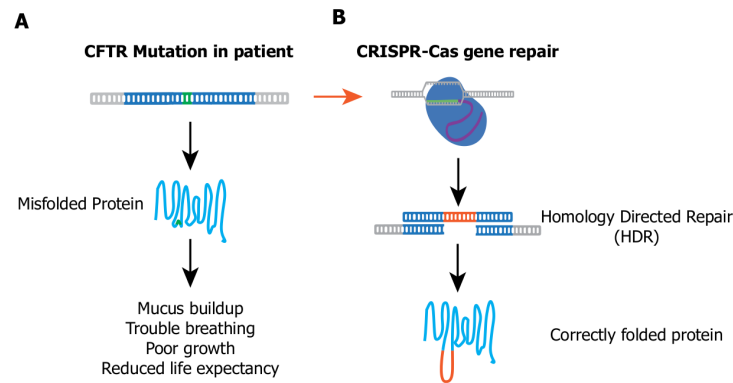 A
CFTR Mutation in patient
Misfolded Protein
Mucus buildup
Trouble breathing
Poor growth
Reduced life expectancy
B
CRISPR-Cas gene repair
Homology Directed Repair
(HDR)
Correctly folded protein